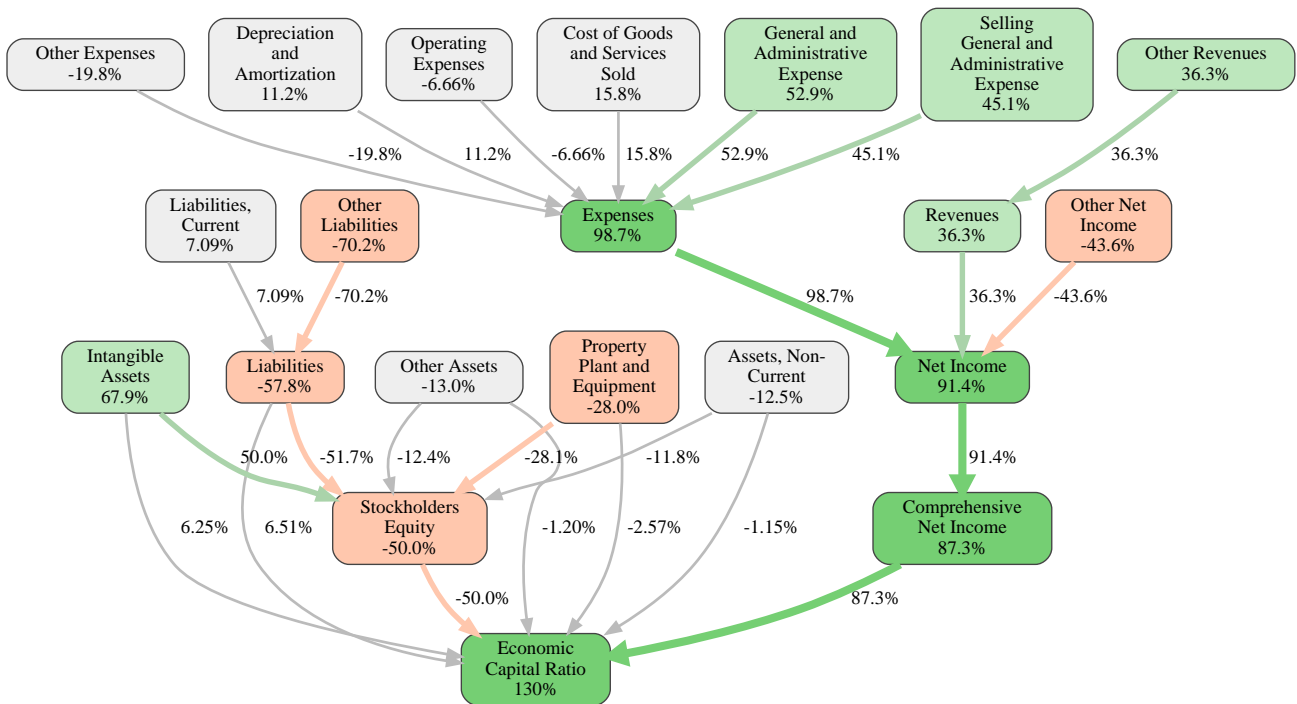 Other Expenses
-19.8%
Depreciation
and
Amortization
11.2%
Operating
Expenses
-6.66%
Cost of Goods
and Services
Sold
15.8%
General and
Administrative
Expense
52.9%
Selling
General and
Administrative
Expense
45.1%
Other Revenues
36.3%
-19.8%
11.2%
-6.66%
15.8%
52.9%
45.1%
36.3%
Liabilities,
Current
7.09%
Other
Liabilities
-70.2%
Expenses
98.7%
Revenues
36.3%
Other Net
Income
-43.6%
7.09%
-70.2%
98.7%
36.3%
-43.6%
Intangible
Assets
67.9%
Liabilities
-57.8%
Other Assets
-13.0%
Property
Plant and
Equipment
-28.0%
Assets, Non-
Current
-12.5%
Net Income
91.4%
50.0%
-51.7%
-12.4%
-28.1%
-11.8%
91.4%
6.25%
6.51%
Stockholders
Equity
-50.0%
-1.20%
-2.57%
-1.15%
Comprehensive
Net Income
87.3%
-50.0%
87.3%
Economic
Capital Ratio
130%